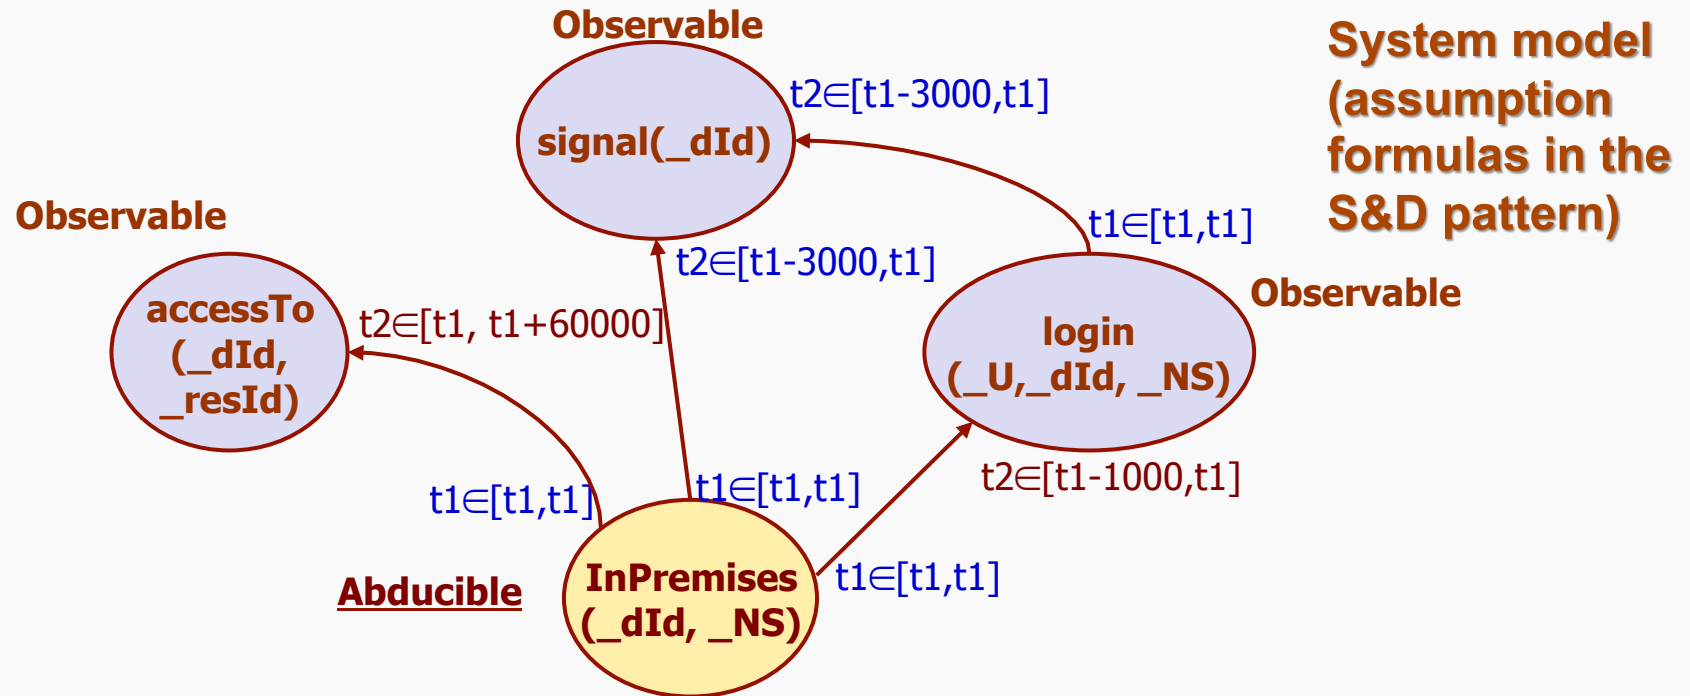 Observable
System model
(assumption
formulas in the
S&D pattern)
t2∈[t1-3000,t1]
signal(_dId)
Observable
t1∈[t1,t1]
t2∈[t1-3000,t1]
Observable
accessTo
(_dId,
_resId)
t2∈[t1, t1+60000]
login
(_U,_dId, _NS)
t2∈[t1-1000,t1]
t1∈[t1,t1]
t1∈[t1,t1]
InPremises
(_dId, _NS)
t1∈[t1,t1]
Abducible